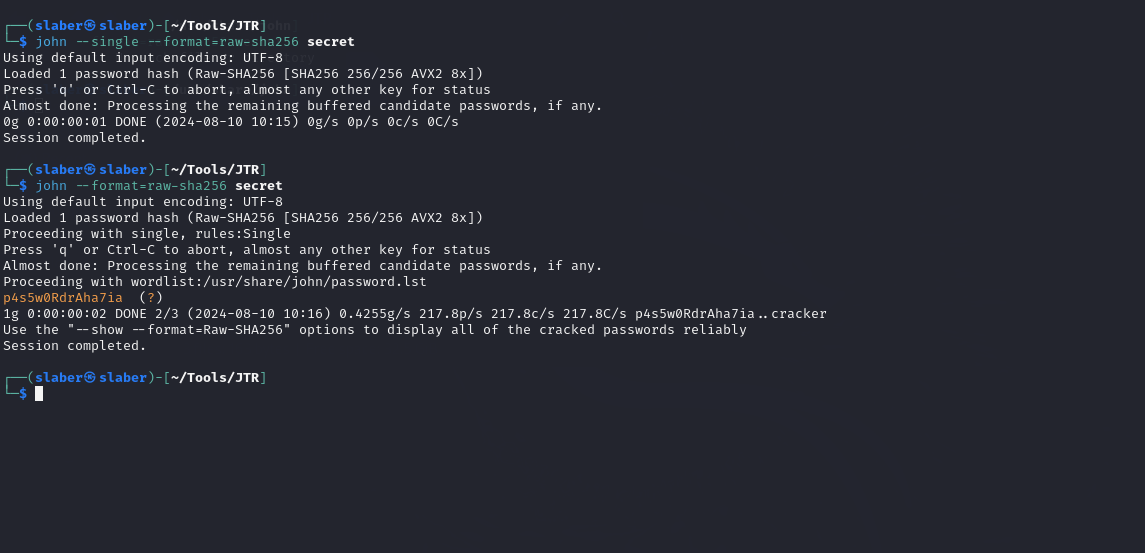 ┌──(slaber㉿slaber)-[~/Tools/JTR]
└─$ john --single --format=raw-sha256 secret
Using default input encoding: UTF-8
Loaded 1 password hash (Raw-SHA256 [SHA256 256/256 AVX2 8x])
Press 'q' or Ctrl-C to abort, almost any other key for status
Almost done: Processing the remaining buffered candidate passwords, if any.
0g 0:00:00:01 DONE (2024-08-10 10:15) 0g/s 0p/s 0c/s 0C/s
Session completed.
┌──(slaber㉿slaber)-[~/Tools/JTR]
└─$ john --format=raw-sha256 secret
Using default input encoding: UTF-8
Loaded 1 password hash (Raw-SHA256 [SHA256 256/256 AVX2 8x])
Proceeding with single, rules:Single
Press 'q' or Ctrl-C to abort, almost any other key for status
Almost done: Processing the remaining buffered candidate passwords, if any.
Proceeding with wordlist:/usr/share/john/password.lst
p4s5w0RdrAha7ia  (?)
1g 0:00:00:02 DONE 2/3 (2024-08-10 10:16) 0.4255g/s 217.8p/s 217.8c/s 217.8C/s p4s5w0RdrAha7ia..cracker
Use the "--show --format=Raw-SHA256" options to display all of the cracked passwords reliably
Session completed.
┌──(slaber㉿slaber)-[~/Tools/JTR]
└─$